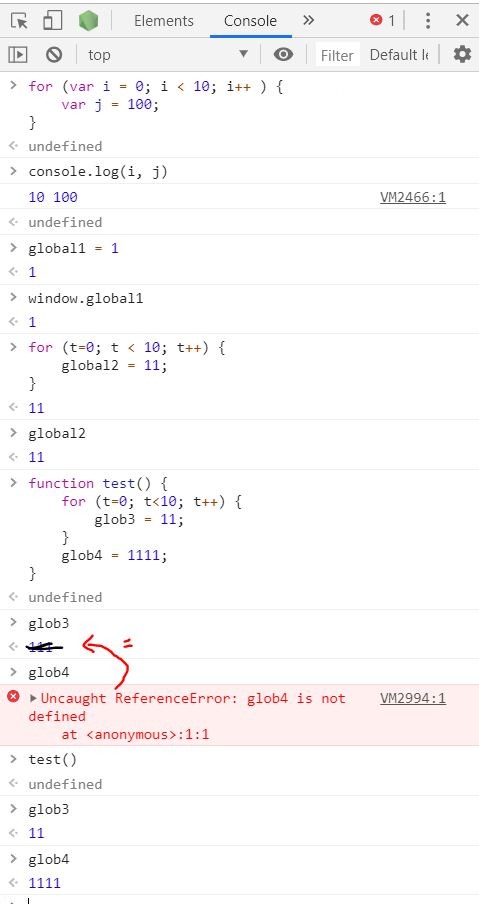 Elements Console » 1
top Filter Default le
> for (var i = 0; i < 10; i++ ) {
var j = 100;
}
undefined
> console.log(i, j)
10 100 VM2466:1
undefined
> global1 = 1
1
> window.global1
1
> for (t=0; t < 10; t++) {
global2 = 11;
}
11
> global2
11
> function test() {
for (t=0; t<10; t++) {
glob3 = 11;
}
glob4 = 1111;
}
undefined
> glob3
111 =
> glob4
Uncaught ReferenceError: glob4 is not VM2994:1
defined
at <anonymous>:1:1
> test()
undefined
> glob3
11
> glob4
1111